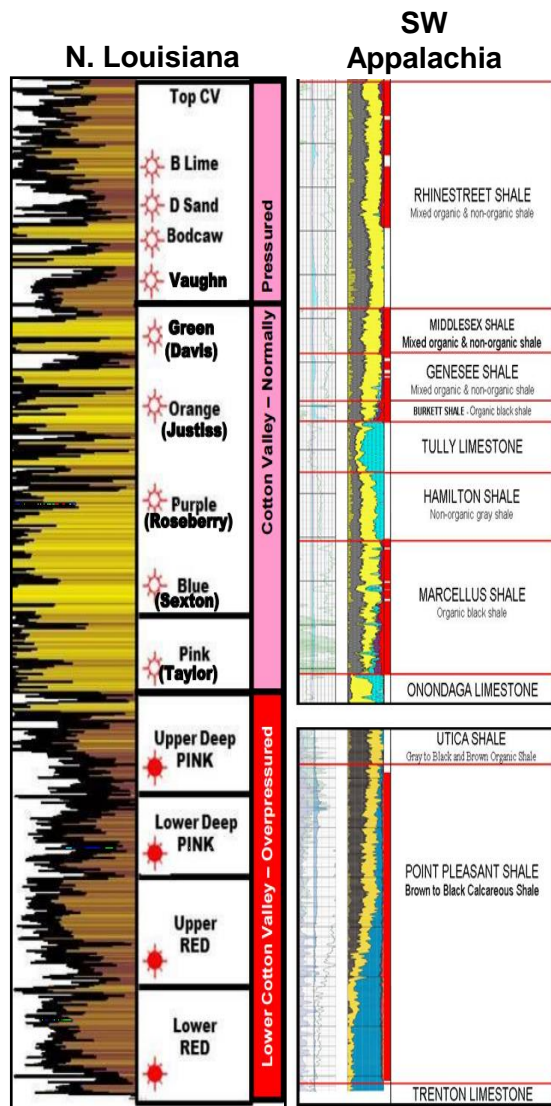 N. Louisiana
SW
Appalachia
Top CV
B Lime
D Sand
Bodcaw
Vaughn
Green
(Davis)
Orange
(Justiss)
Purple
(Roseberry)
Blue
(Sexton)
Pink
(Taylor)
Upper Deep
PINK
Lower Deep
PINK
Upper
RED
Lower
RED
Cotton Valley – Normally Pressured
Lower Cotton Valley – Overpressured
RHINESTREET SHALE
Mixed organic & non-organic shale
MIDDLESEX SHALE
Mixed organic & non-organic shale
GENESEE SHALE
Mixed organic & non-organic shale
BURKETT SHALE - Organic black shale
TULLY LIMESTONE
HAMILTON SHALE
Non-organic gray shale
MARCELLUS SHALE
Organic black shale
ONONDAGA LIMESTONE
UTICA SHALE
Gray to Black and Brown Organic Shale
POINT PLEASANT SHALE
Brown to Black Calcareous Shale
TRENTON LIMESTONE